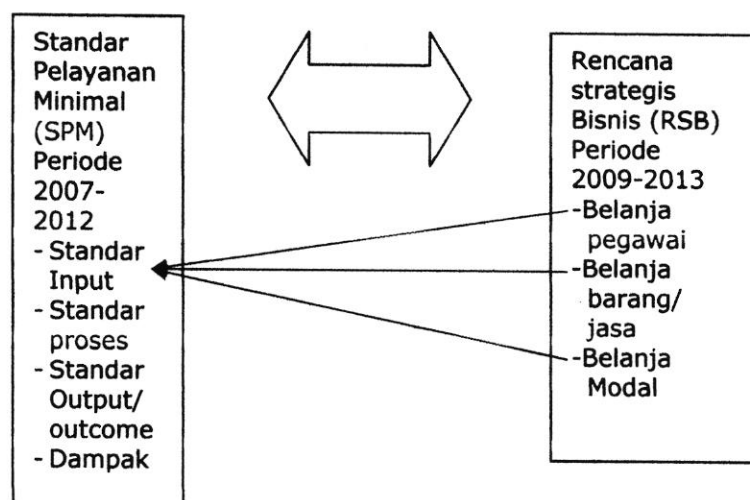 Standar
Pelayanan
Minimal
(SPM)
Periode
2007-
2012
- Standar
Input
- Standar
proses
- Standar
Output/
outcome
- Dampak
Rencana
strategis
Bisnis (RSB)
Periode
2009-2013
-Belanja
pegawai
-Belanja
barang/
jasa
-Belanja
Modal